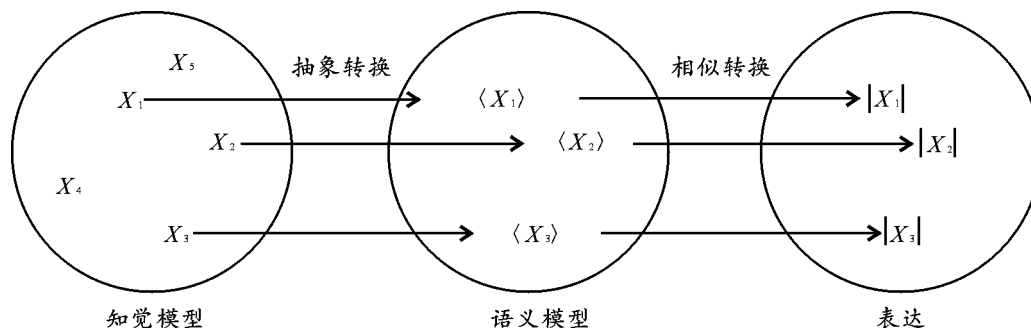 X₅
抽象转换
相似转换
X₁ 〈X₁〉 |X₁|
X₂ 〈X₂〉 |X₂|
X₄
X₃ 〈X₃〉 |X₃|
知觉模型 语义模型 表达